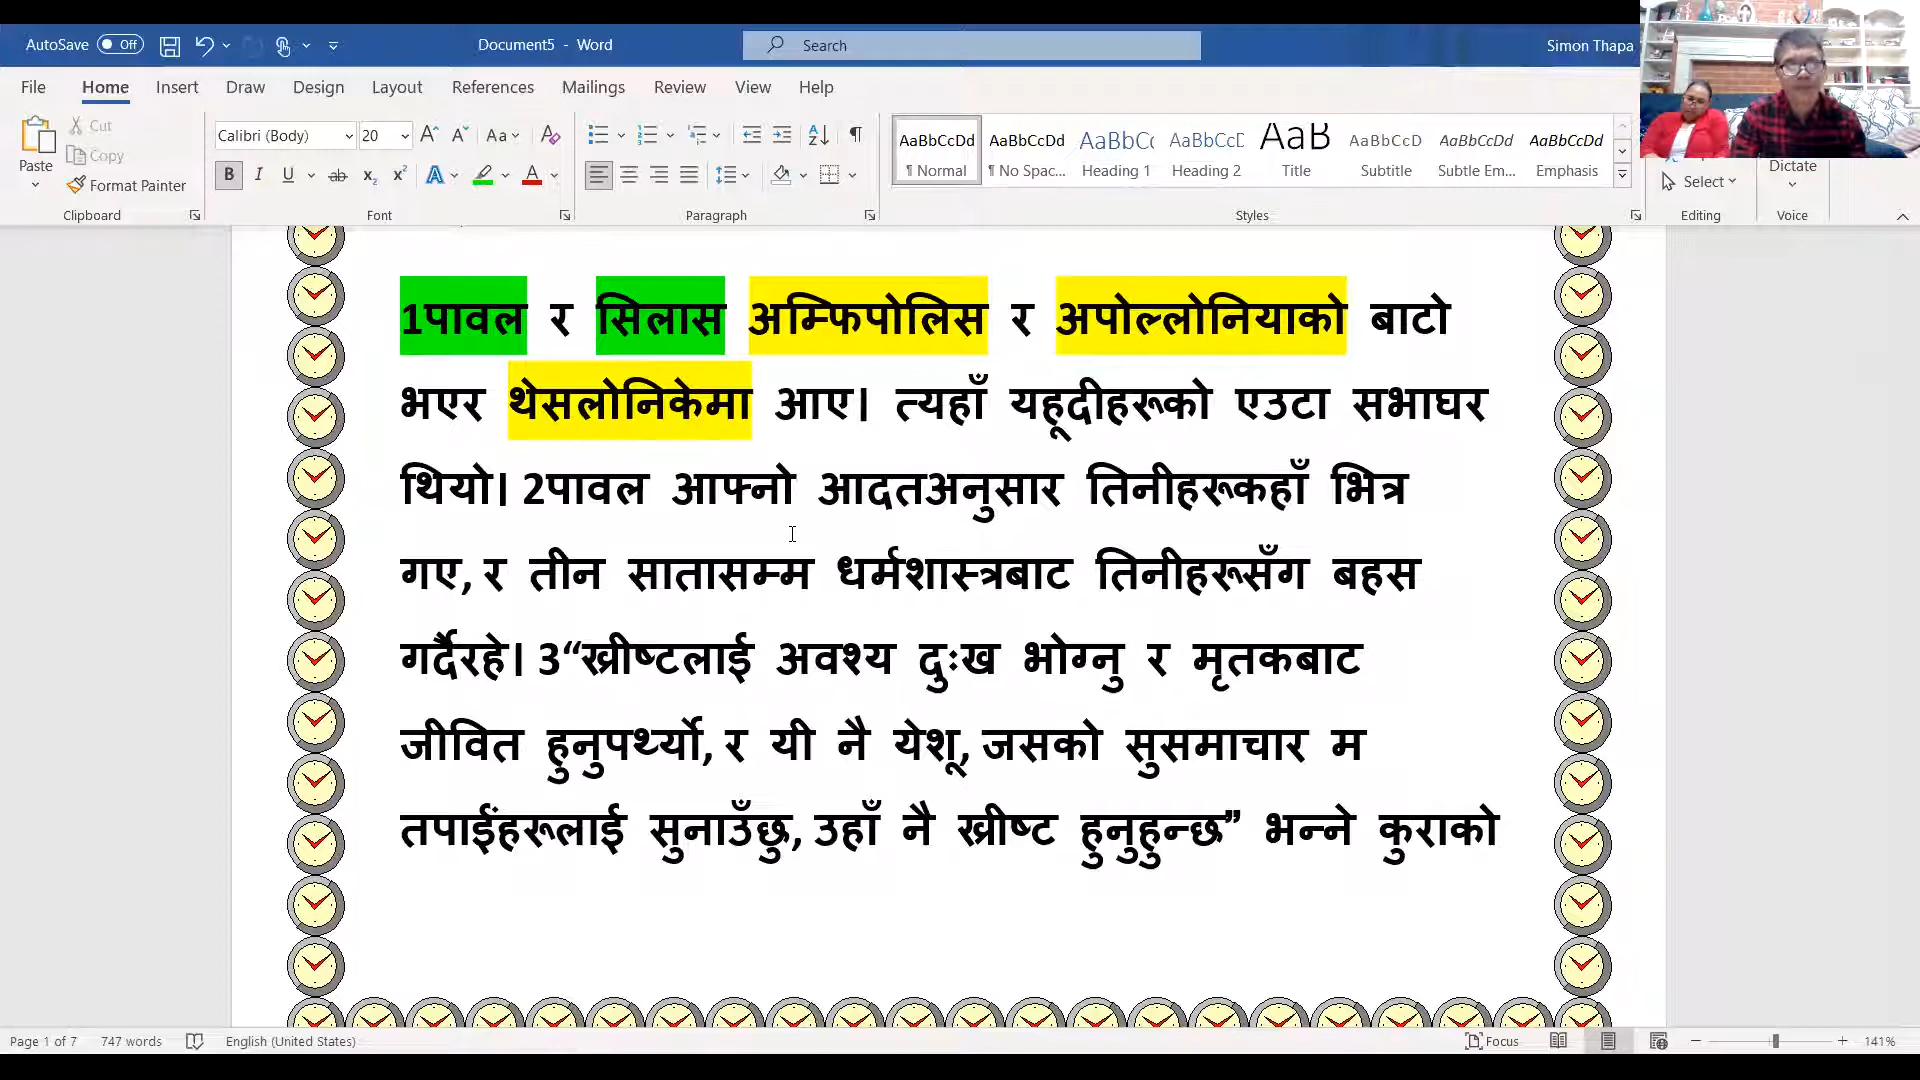 AutoSave Off Document5 - Word Search Simon Thapa
File Home Insert Draw Design Layout References Mailings Review View Help
Paste Cut Copy Format Painter Clipboard
Calibri (Body) 20 Aa Font
Paragraph
AaBbCcDd AaBbCcDd AaBbCc AaBbCcC AaB AaBbCcD AaBbCcDd AaBbCcDd
¶ Normal ¶ No Spac... Heading 1 Heading 2 Title Subtitle Subtle Em... Emphasis
Styles
Select Editing
Dictate Voice
1पावल र सिलास अम्फिपोलिस र अपोल्लोनियाको बाटो
भएर थेसलोनिकेमा आए। त्यहाँ यहूदीहरूको एउटा सभाघर
थियो। 2पावल आफ्नो आदतअनुसार तिनीहरूकहाँ भित्र
गए, र तीन सातासम्म धर्मशास्त्रबाट तिनीहरूसँग बहस
गर्दैरहे। 3“ख्रीष्टलाई अवश्य दुःख भोग्नु र मृतकबाट
जीवित हुनुपर्थ्यो, र यी नै येशू, जसको सुसमाचार म
तपाईंहरूलाई सुनाउँछु, उहाँ नै ख्रीष्ट हुनुहुन्छ” भन्ने कुराको
Page 1 of 7 747 words English (United States) Focus 141%